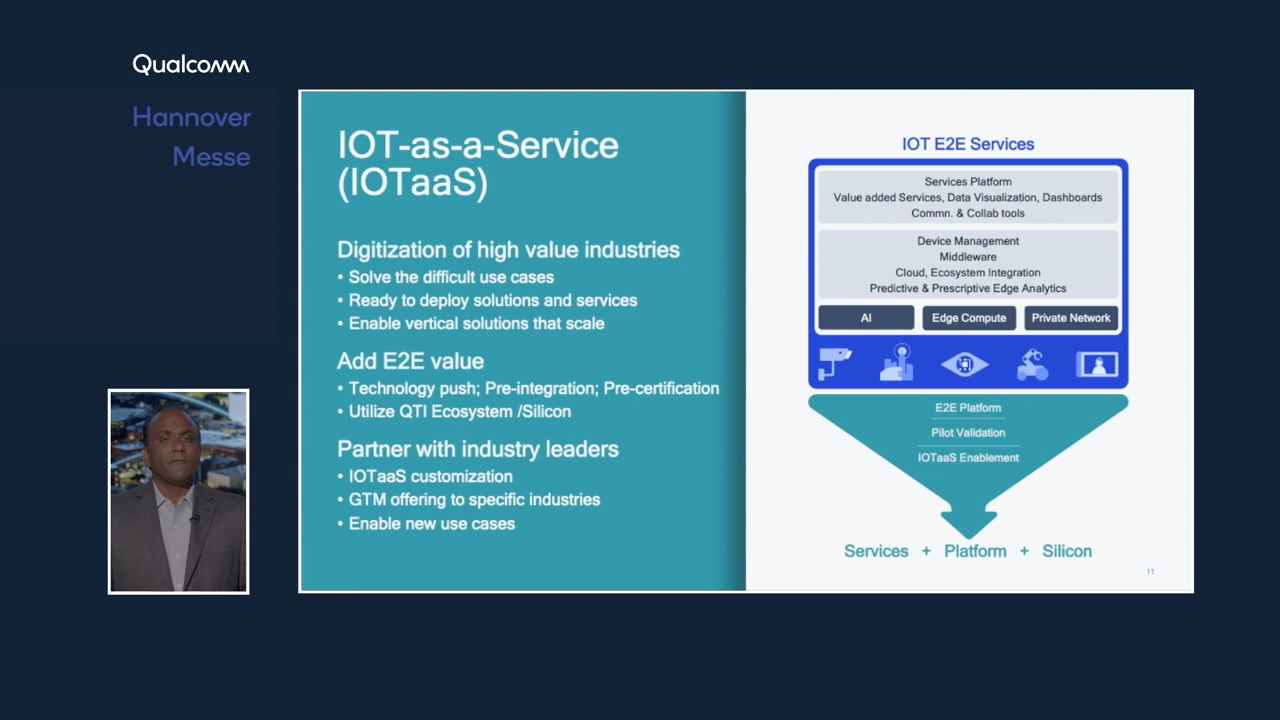 Qualcomm
Hannover
Messe
IOT-as-a-Service
(IOTaaS)
Digitization of high value industries
• Solve the difficult use cases
• Ready to deploy solutions and services
• Enable vertical solutions that scale
Add E2E value
• Technology push; Pre-integration; Pre-certification
• Utilize QTI Ecosystem /Silicon
Partner with industry leaders
• IOTaaS customization
• GTM offering to specific industries
• Enable new use cases
IOT E2E Services
Services Platform
Value added Services, Data Visualization, Dashboards
Commn. & Collab tools
Device Management
Middleware
Cloud, Ecosystem Integration
Predictive & Prescriptive Edge Analytics
AI
Edge Compute
Private Network
E2E Platform
Pilot Validation
IOTaaS Enablement
Services + Platform + Silicon
11